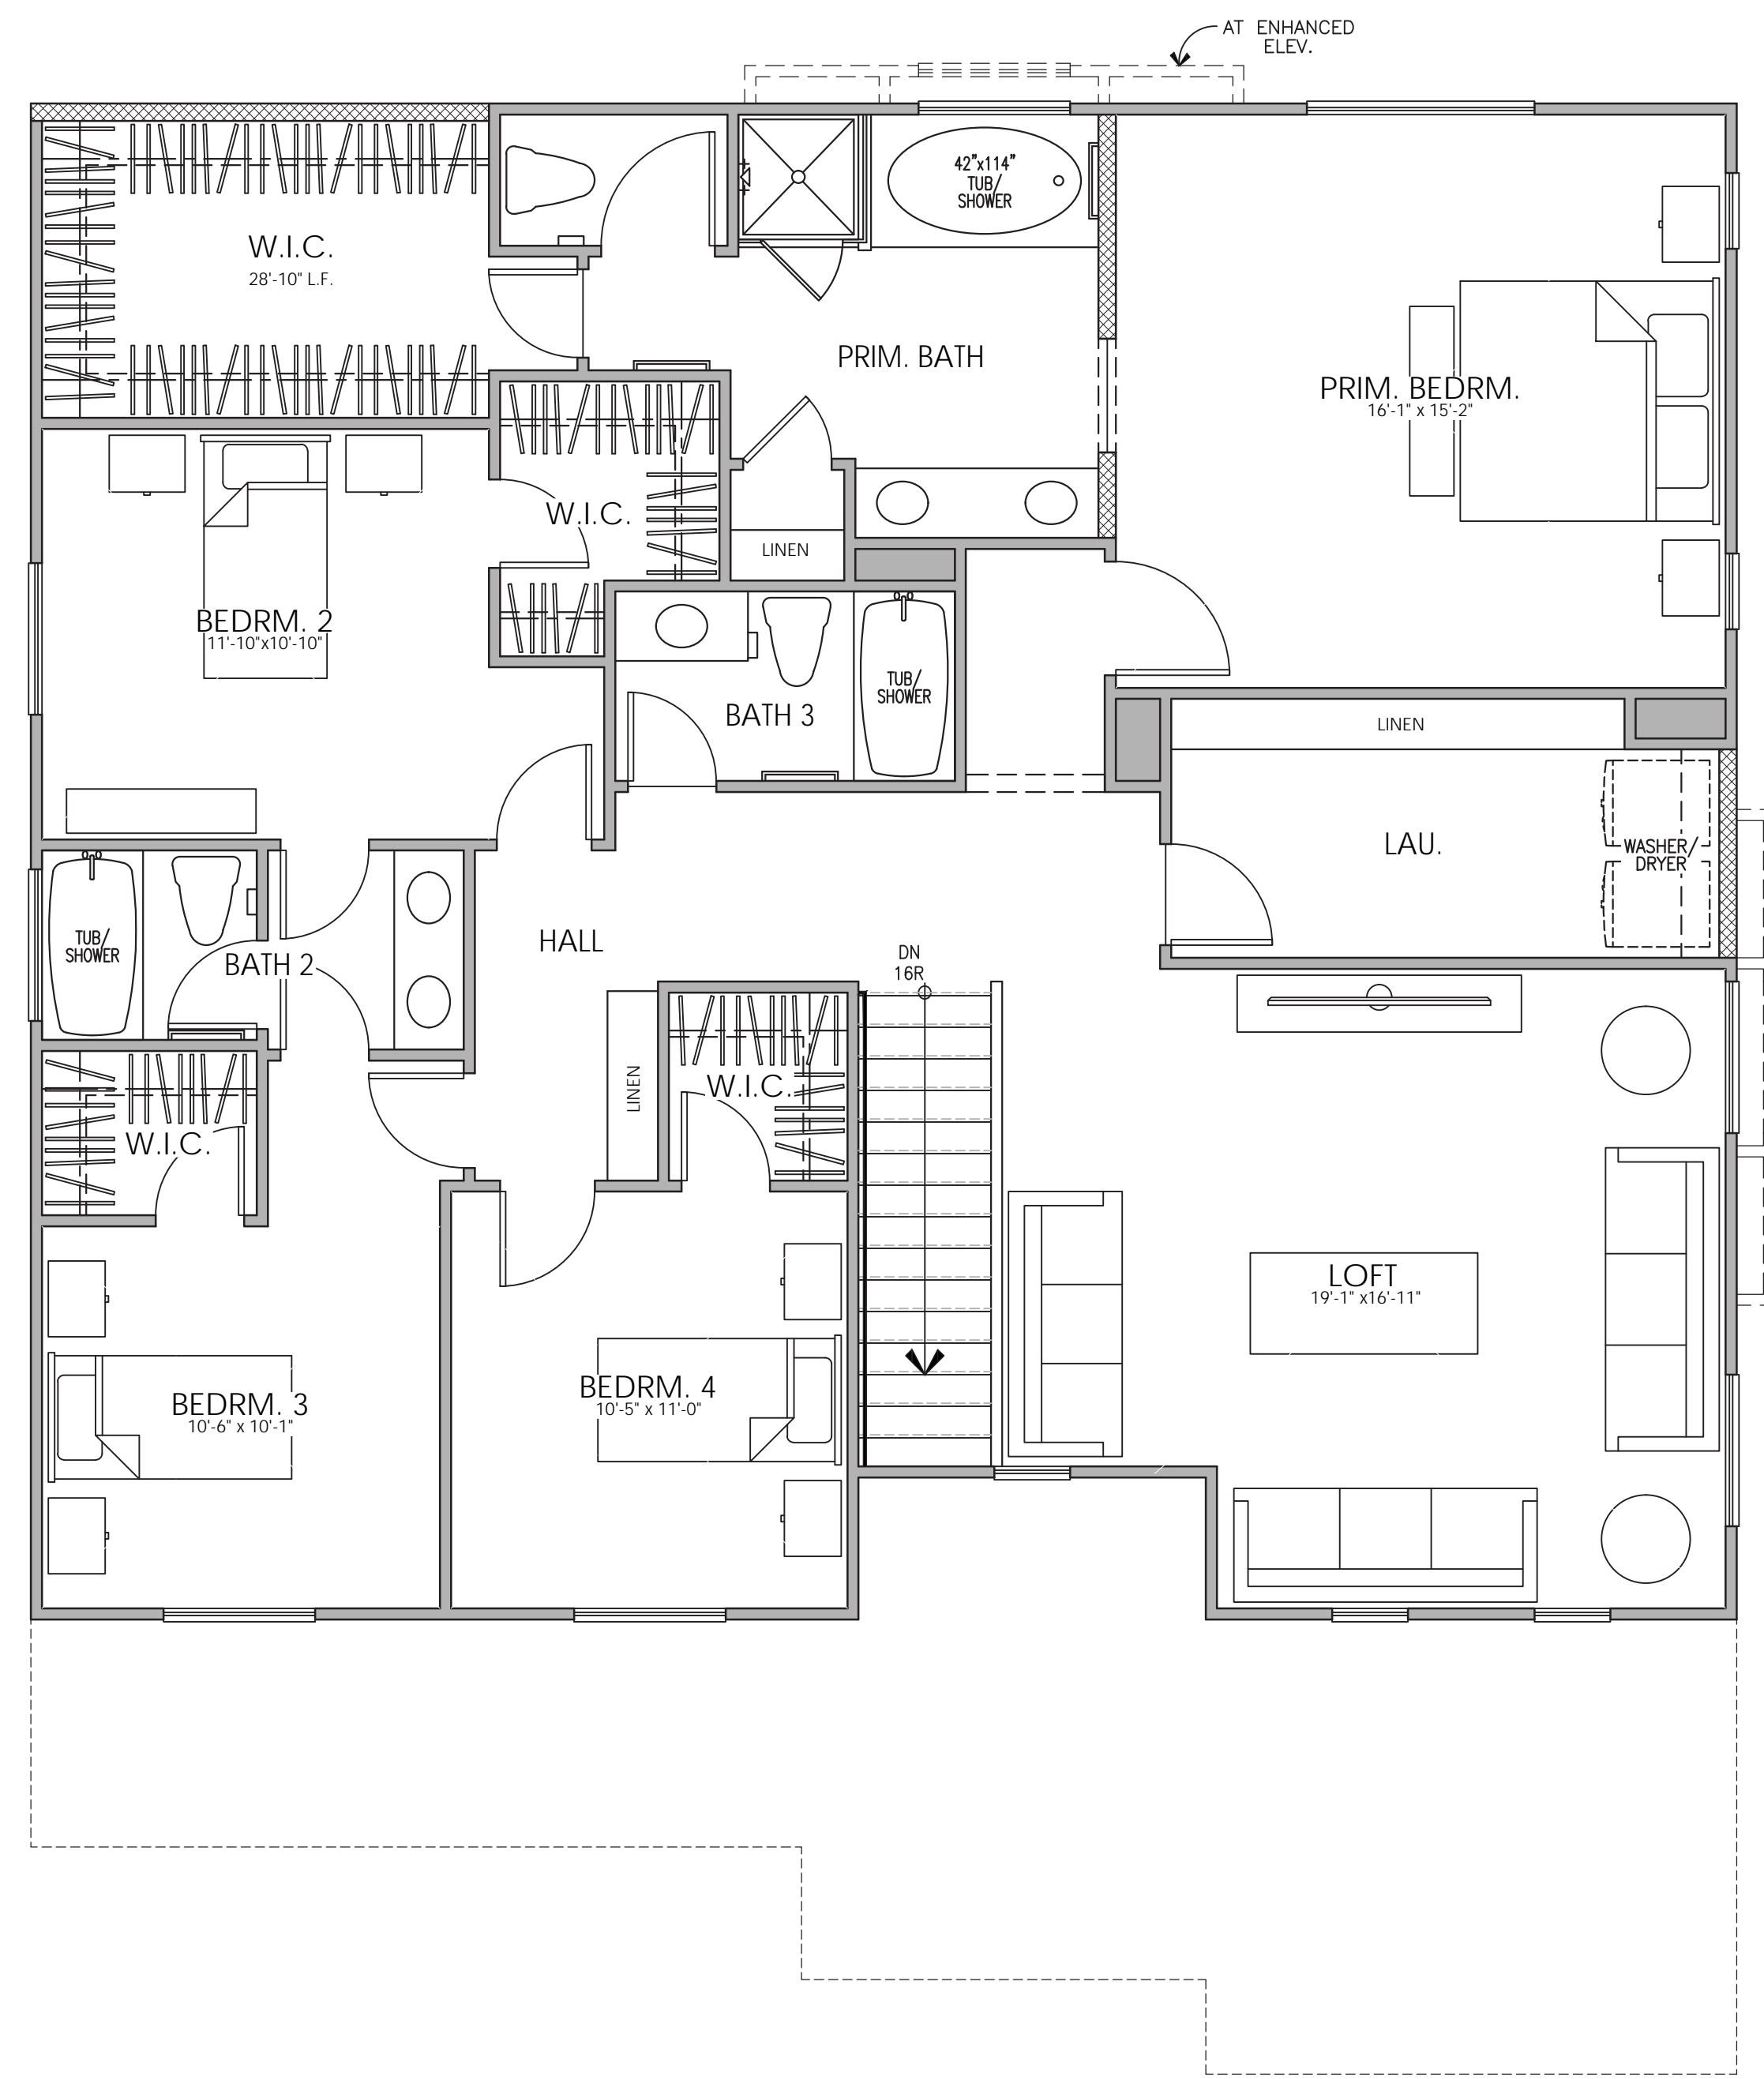 AT ENHANCED
ELEV.
42"x114"
TUB/
SHOWER
W.I.C.
28'-10" L.F.
PRIM. BATH
PRIM. BEDRM.
16'-1" x 15'-2"
W.I.C.
LINEN
BEDRM. 2
11'-10"x10'-10"
TUB/
SHOWER
BATH 3
LINEN
LAU.
WASHER/
DRYER
TUB/
SHOWER
BATH 2
HALL
DN
16R
LINEN
W.I.C.
W.I.C.
LOFT
19'-1" x16'-11"
BEDRM. 3
10'-6" x 10'-1"
BEDRM. 4
10'-5" x 11'-0"